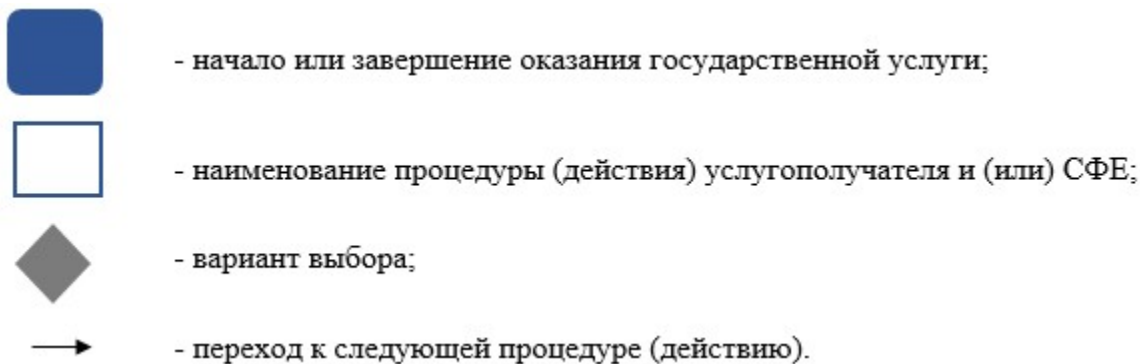 - начало или завершение оказания государственной услуги;
- наименование процедуры (действия) услугополучателя и (или) СФЕ;
- вариант выбора;
- переход к следующей процедуре (действию).